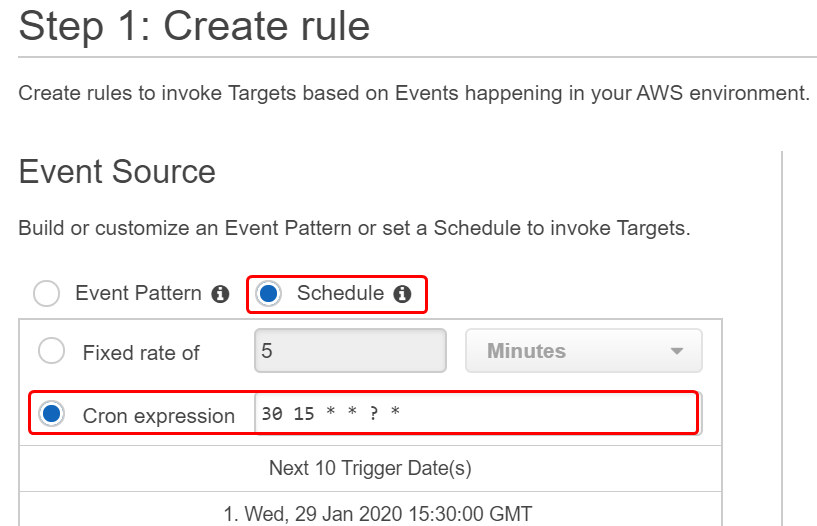 Step 1: Create rule
Create rules to invoke Targets based on Events happening in your AWS environment.
Event Source
Build or customize an Event Pattern or set a Schedule to invoke Targets.
Event Pattern Schedule
Fixed rate of 5 Minutes
Cron expression 30 15 * * ? *
Next 10 Trigger Date(s)
1. Wed, 29 Jan 2020 15:30:00 GMT